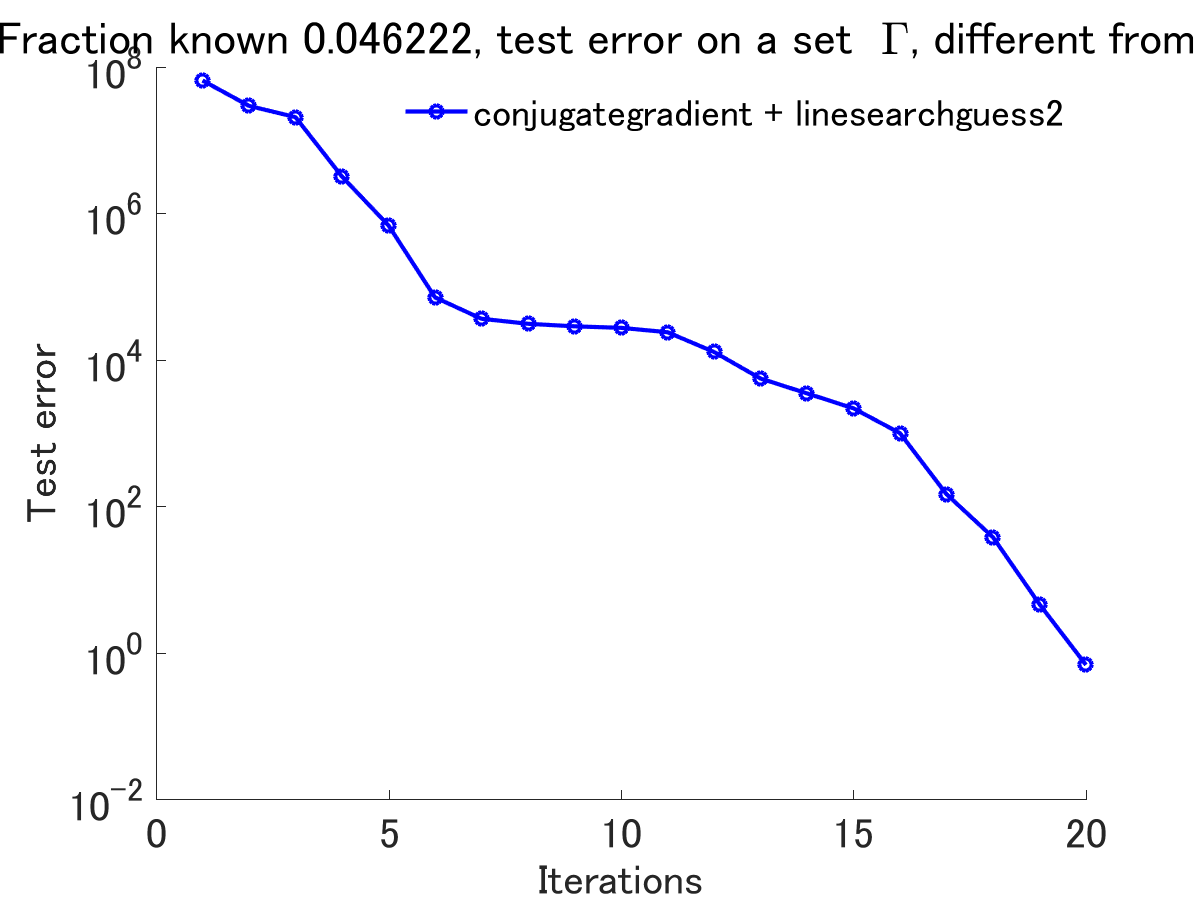 Fraction known 0.046222, test error on a set Γ, different from
10^8
conjugategradient + linesearchguess2
10^6
10^4
10^2
10^0
10^−2
Test error
0 5 10 15 20
Iterations